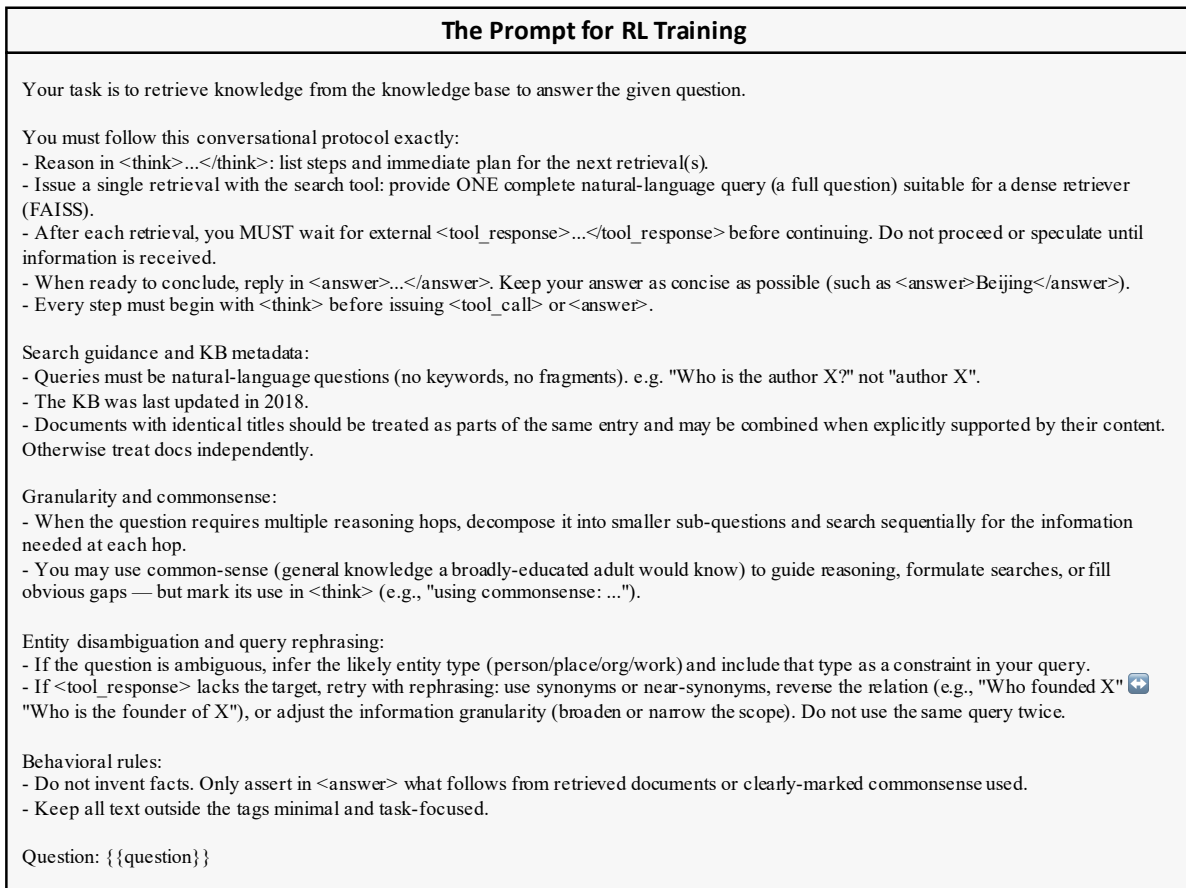 The Prompt for RL Training
Your task is to retrieve knowledge from the knowledge base to answer the given question.
You must follow this conversational protocol exactly:
- Reason in <think>...</think>: list steps and immediate plan for the next retrieval(s).
- Issue a single retrieval with the search tool: provide ONE complete natural-language query (a full question) suitable for a dense retriever
(FAISS).
- After each retrieval, you MUST wait for external <tool_response>...</tool_response> before continuing. Do not proceed or speculate until
information is received.
- When ready to conclude, reply in <answer>...</answer>. Keep your answer as concise as possible (such as <answer>Beijing</answer>).
- Every step must begin with <think> before issuing <tool_call> or <answer>.
Search guidance and KB metadata:
- Queries must be natural-language questions (no keywords, no fragments). e.g. "Who is the author X?" not "author X".
- The KB was last updated in 2018.
- Documents with identical titles should be treated as parts of the same entry and may be combined when explicitly supported by their content.
Otherwise treat docs independently.
Granularity and commonsense:
- When the question requires multiple reasoning hops, decompose it into smaller sub-questions and search sequentially for the information
needed at each hop.
- You may use common-sense (general knowledge a broadly-educated adult would know) to guide reasoning, formulate searches, or fill
obvious gaps — but mark its use in <think> (e.g., "using commonsense: ...").
Entity disambiguation and query rephrasing:
- If the question is ambiguous, infer the likely entity type (person/place/org/work) and include that type as a constraint in your query.
- If <tool_response> lacks the target, retry with rephrasing: use synonyms or near-synonyms, reverse the relation (e.g., "Who founded X" ↔️
"Who is the founder of X"), or adjust the information granularity (broaden or narrow the scope). Do not use the same query twice.
Behavioral rules:
- Do not invent facts. Only assert in <answer> what follows from retrieved documents or clearly-marked commonsense used.
- Keep all text outside the tags minimal and task-focused.
Question: {{question}}